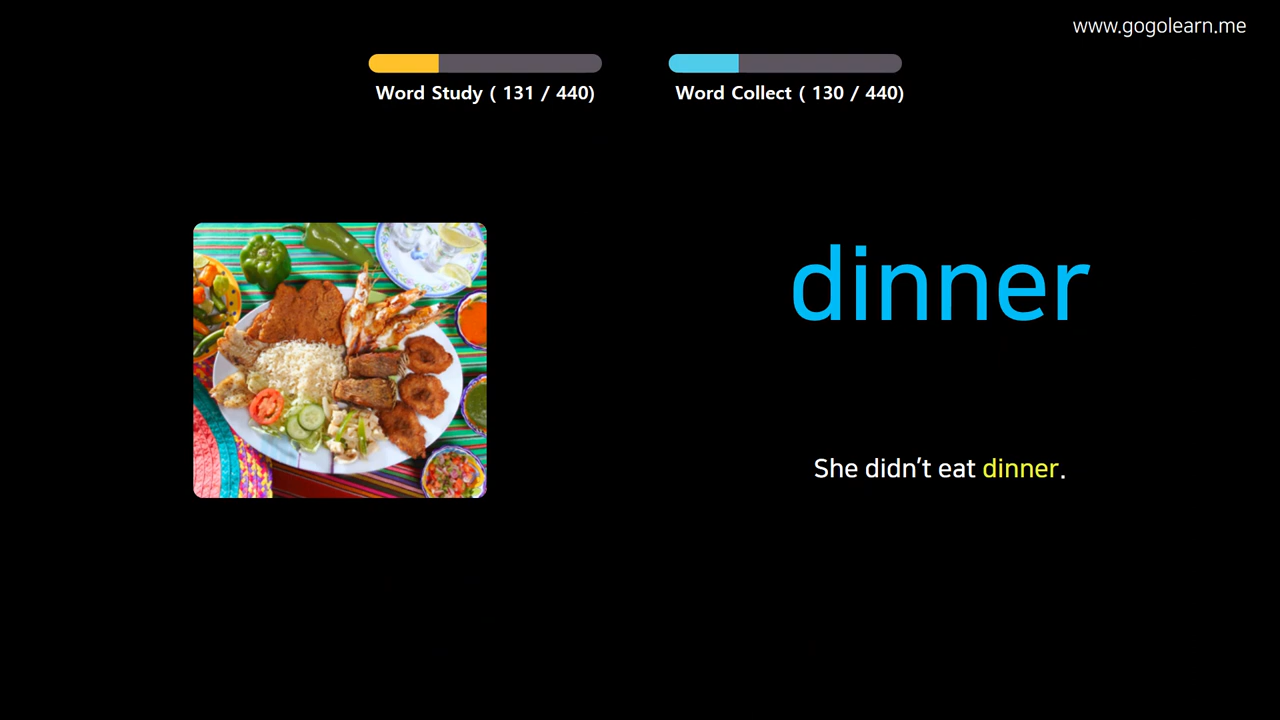 www.gogolearn.me
Word Study ( 131 / 440)
Word Collect ( 130 / 440)
dinner
She didn’t eat dinner.